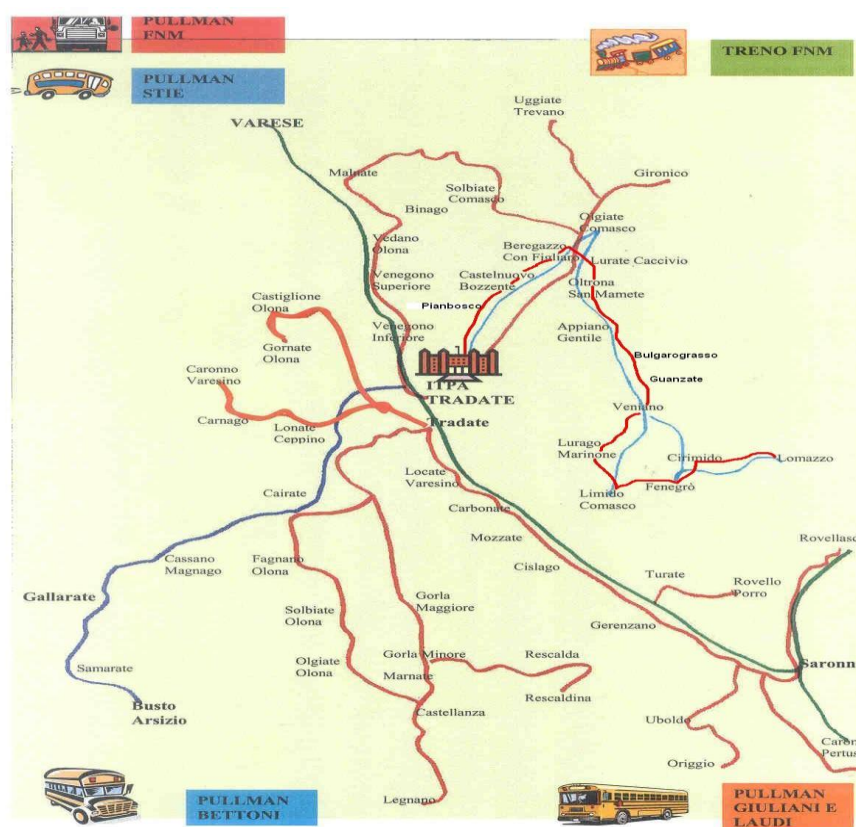 PULLMAN
FNM
TRENO FNM
PULLMAN
STIE
VARESE
Uggiate
Trevano
Malnate
Solbiate
Comasco
Gironico
Binago
Olgiate
Comasco
Vedano
Olona
Beregazzo
Con Figliaro
Lurate Caccivio
Venegono
Superiore
Castelnuovo
Bozzente
Oltrona
San Mamete
Castiglione
Olona
Pianbosco
Appiano
Gentile
Venegono
Inferiore
Gornate
Olona
Bulgarograsso
Caronno
Varesino
ITPA
TRADATE
Guanzate
Carnago
Lonate
Ceppino
Tradate
Veniano
Lurago
Marinone
Cirimido
Lomazzo
Locate
Varesino
Fenegrò
Cairate
Carbonate
Limido
Comasco
Mozzate
Cassano
Magnago
Fagnano
Olona
Cislago
Turate
Rovello
Porro
Gallarate
Gorla
Maggiore
Solbiate
Olona
Gerenzano
Samarate
Olgiate
Olona
Gorla Minore
Marnate
Rescalda
Rescaldina
Busto
Arsizio
Castellanza
Uboldo
Origgio
Legnano
PULLMAN
BETTONI
PULLMAN
GIULIANI E
LAUDI